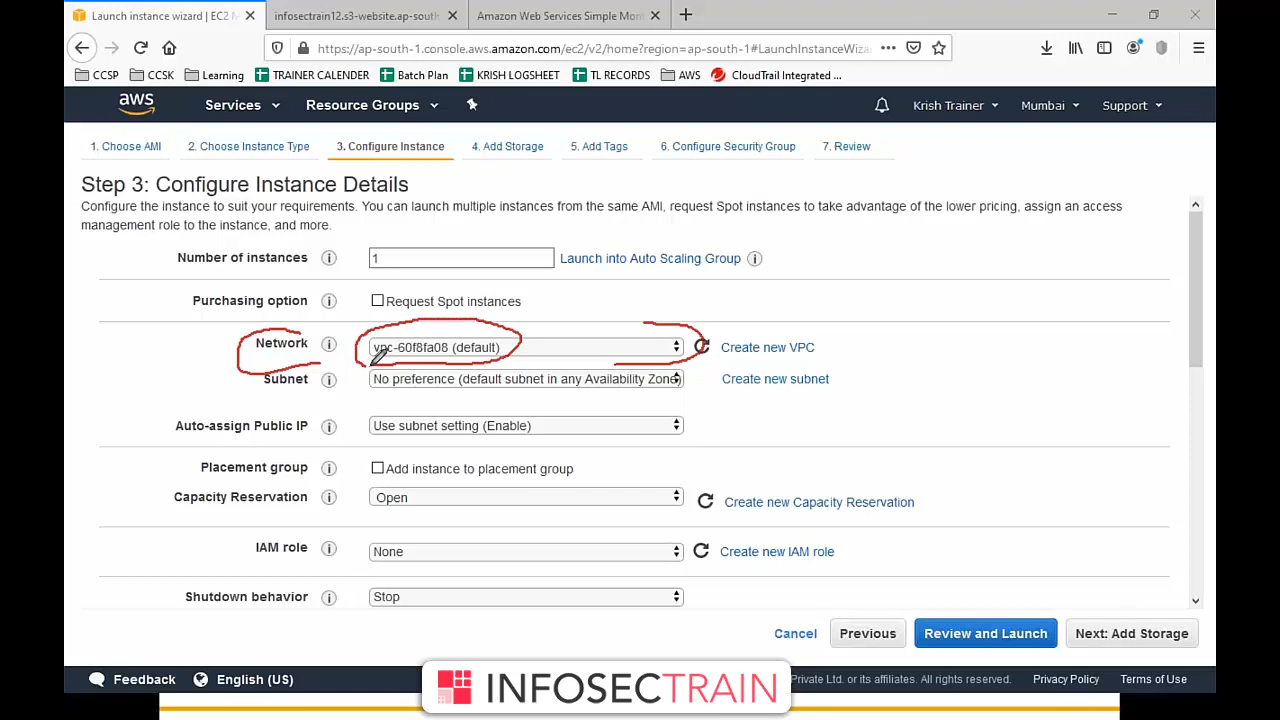 Launch instance wizard | EC2 M
infosectrain12.s3-website.ap-south
Amazon Web Services Simple Mon
https://ap-south-1.console.aws.amazon.com/ec2/v2/home?region=ap-south-1#LaunchInstanceWiza
CCSP CCSK Learning TRAINER CALENDER Batch Plan KRISH LOGSHEET TL RECORDS AWS CloudTrail Integrated ...
aws Services Resource Groups Krish Trainer Mumbai Support
1. Choose AMI 2. Choose Instance Type 3. Configure Instance 4. Add Storage 5. Add Tags 6. Configure Security Group 7. Review
Step 3: Configure Instance Details
Configure the instance to suit your requirements. You can launch multiple instances from the same AMI, request Spot instances to take advantage of the lower pricing, assign an access
management role to the instance, and more.
Number of instances i 1 Launch into Auto Scaling Group i
Purchasing option i Request Spot instances
Network i vpc-60f8fa08 (default) Create new VPC
Subnet i No preference (default subnet in any Availability Zone) Create new subnet
Auto-assign Public IP i Use subnet setting (Enable)
Placement group i Add instance to placement group
Capacity Reservation i Open Create new Capacity Reservation
IAM role i None Create new IAM role
Shutdown behavior i Stop
Cancel Previous Review and Launch Next: Add Storage
Feedback English (US) Private Ltd. or its affiliates. All rights reserved. Privacy Policy Terms of Use
INFOSECTRAIN